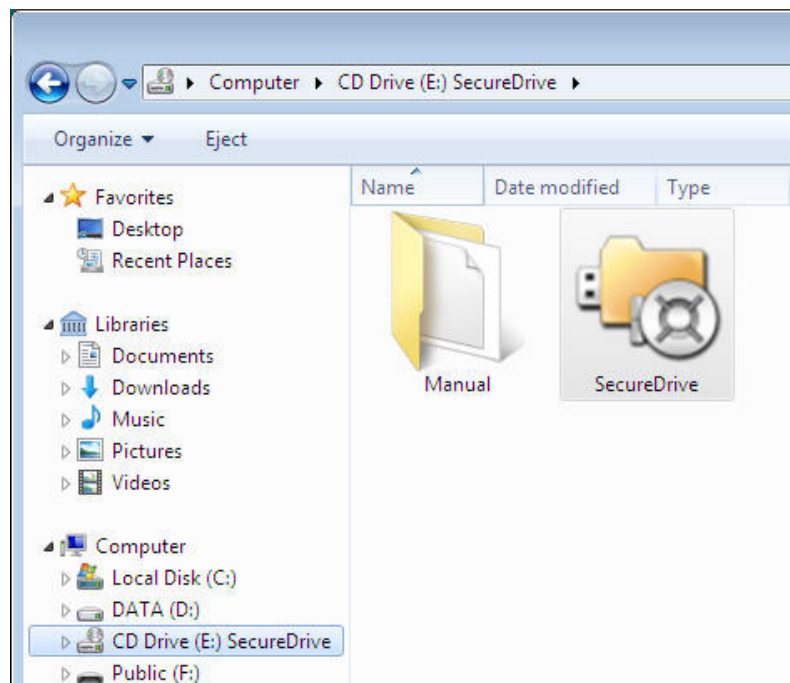 Computer CD Drive (E:) SecureDrive
Organize Eject
Name Date modified Type
Favorites
Desktop
Recent Places
Libraries
Documents
Downloads
Music
Pictures
Videos
Computer
Local Disk (C:)
DATA (D:)
CD Drive (E:) SecureDrive
Public (F:)
Manual
SecureDrive